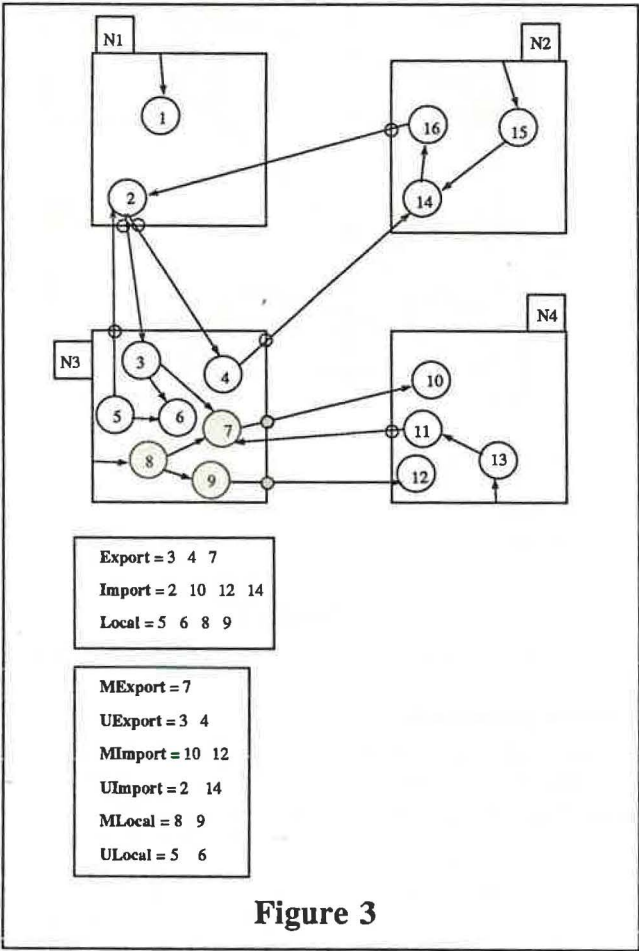 N1
N2
1
16
15
2
14
N4
N3
3
4
10
5
6
7
11
8
9
12
13
Export = 3 4 7
Import = 2 10 12 14
Local = 5 6 8 9
MExport = 7
UExport = 3 4
MImport = 10 12
UImport = 2 14
MLocal = 8 9
ULocal = 5 6
Figure 3